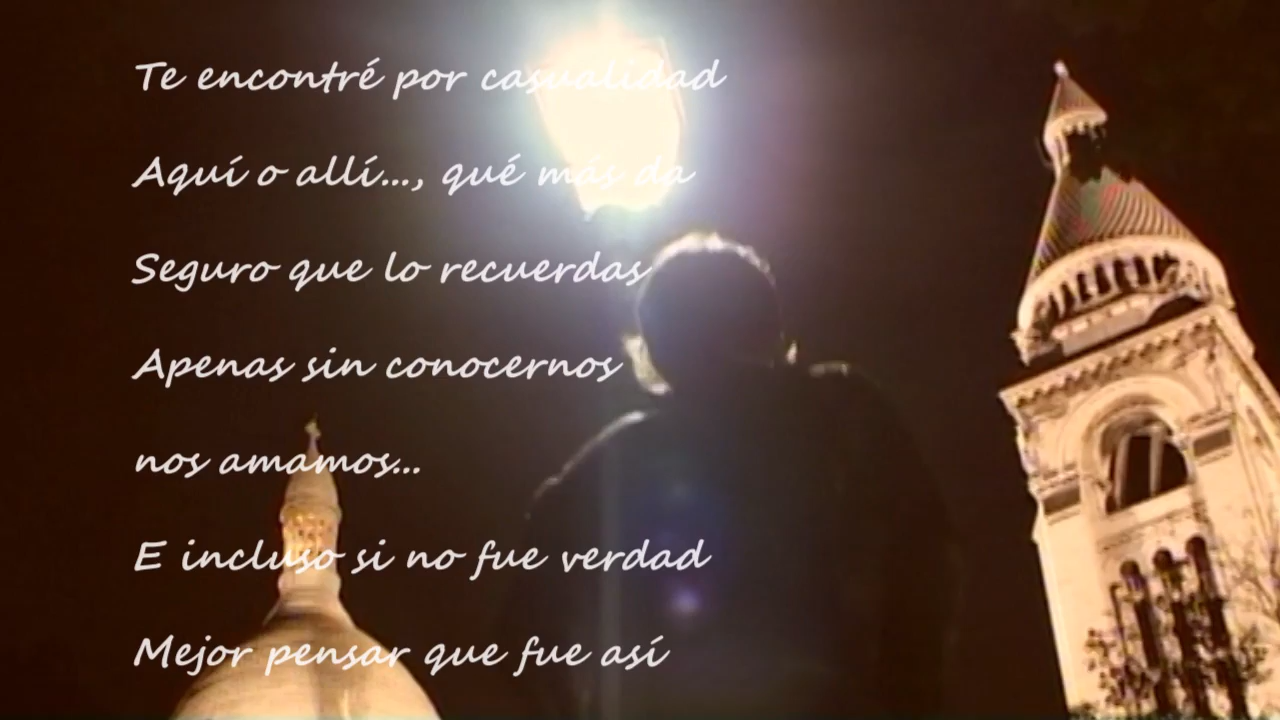 Te encontré por casualidad
Aquí o allí..., qué más da
Seguro que lo recuerdas
Apenas sin conocernos
nos amamos...
E incluso si no fue verdad
Mejor pensar que fue así